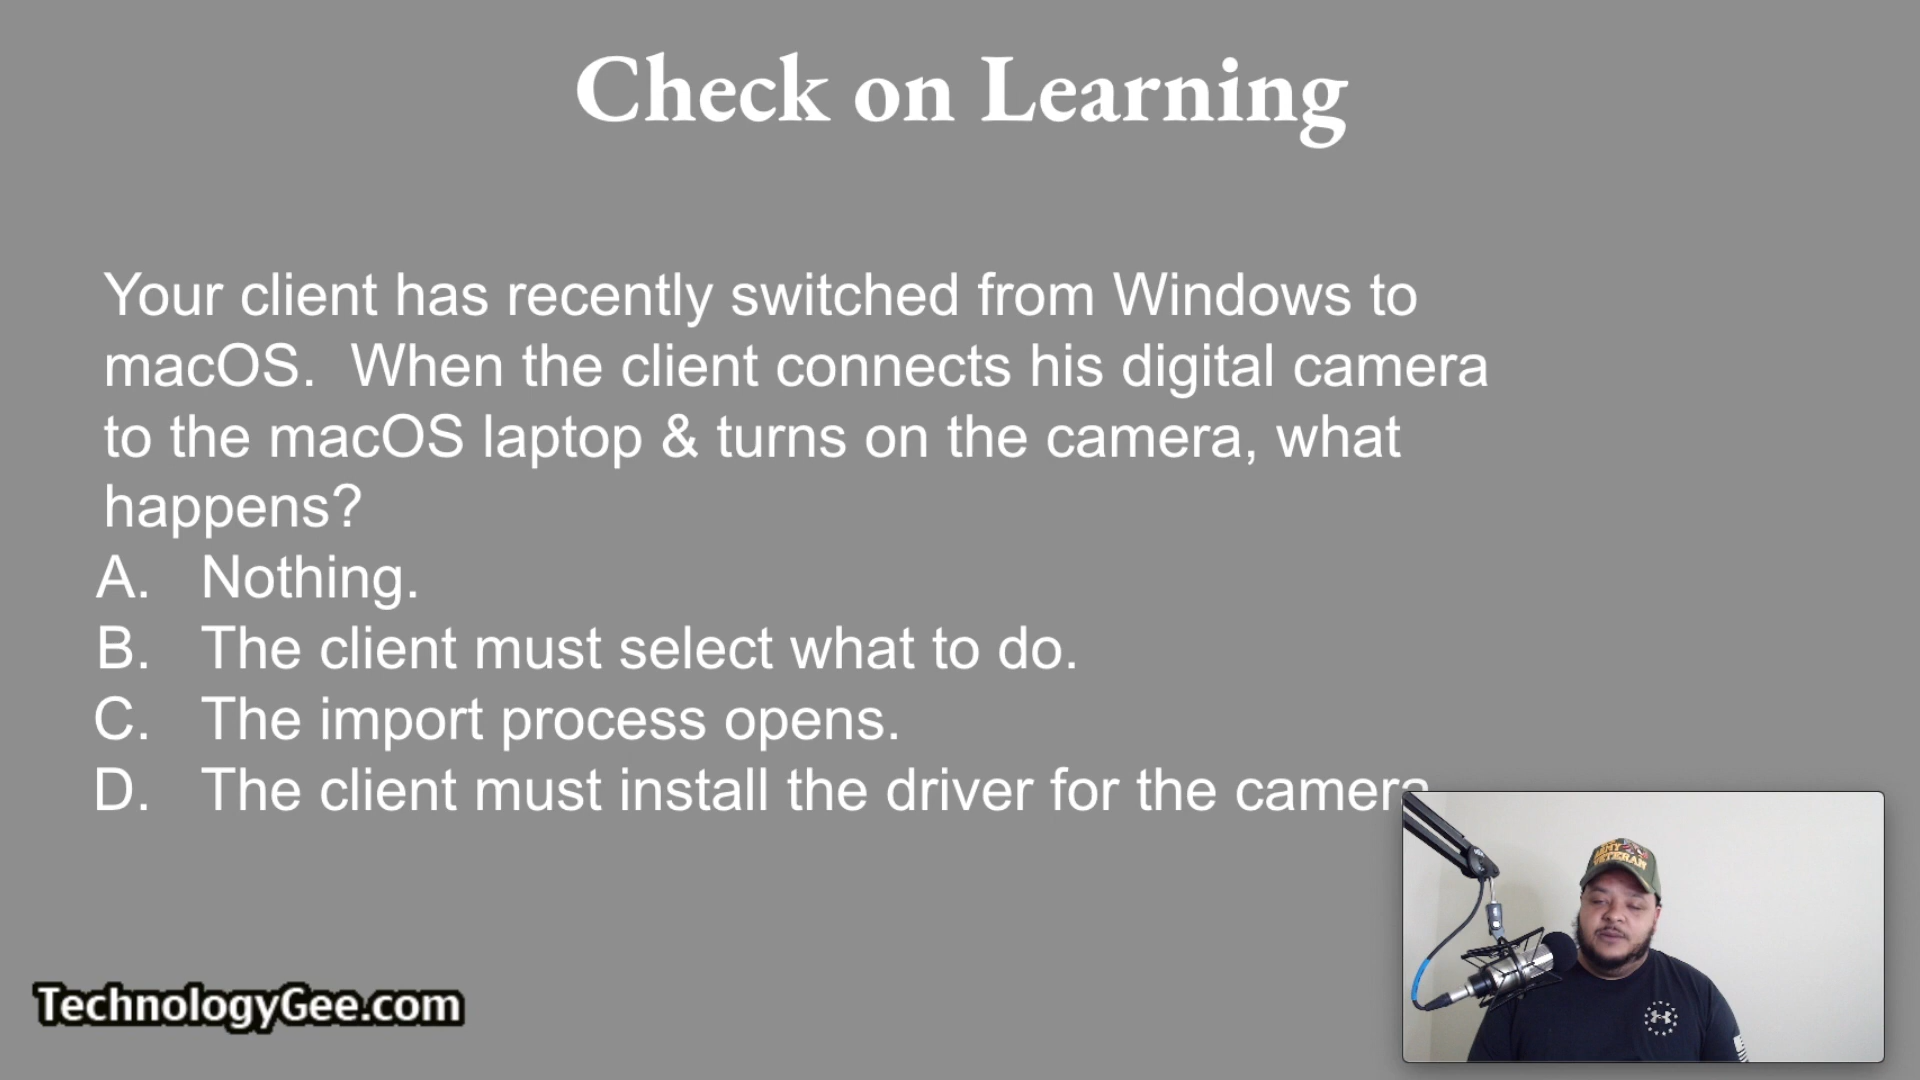 Check on Learning
Your client has recently switched from Windows to
macOS. When the client connects his digital camera
to the macOS laptop & turns on the camera, what
happens?
A. Nothing.
B. The client must select what to do.
C. The import process opens.
D. The client must install the driver for the camera
ARMY
VETERAN
TechnologyGee.com